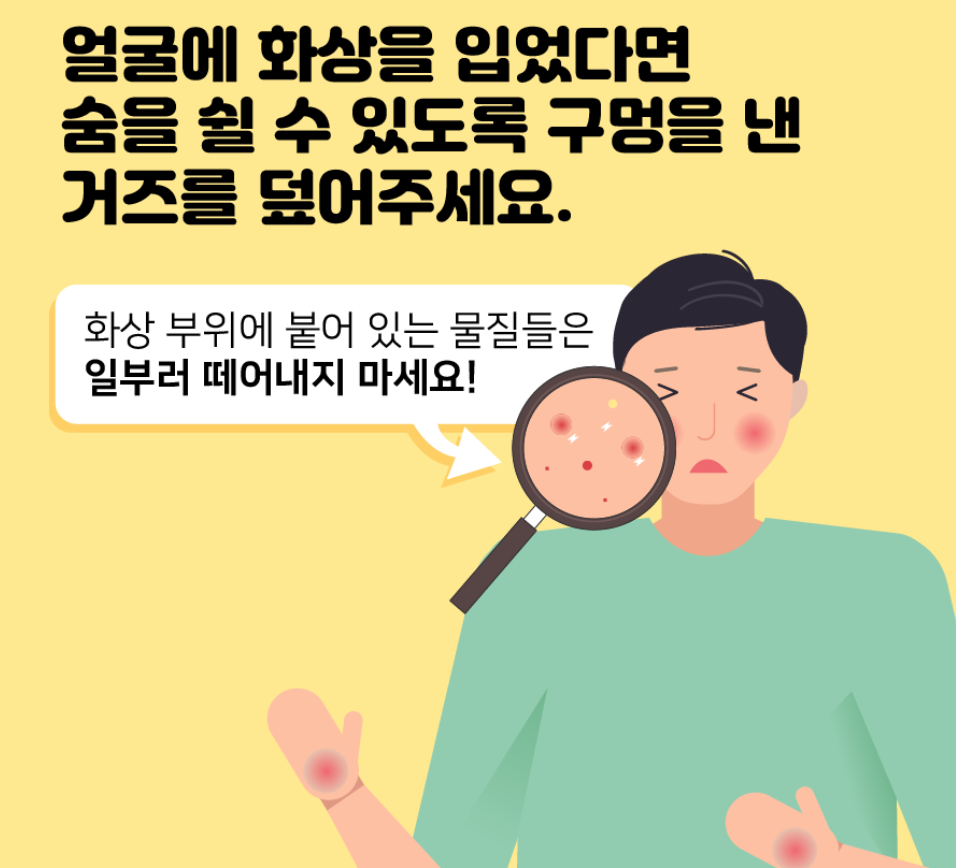 얼굴에 화상을 입었다면
숨을 쉴 수 있도록 구멍을 낸
거즈를 덮어주세요.
화상 부위에 붙어 있는 물질들은
일부러 떼어내지 마세요!